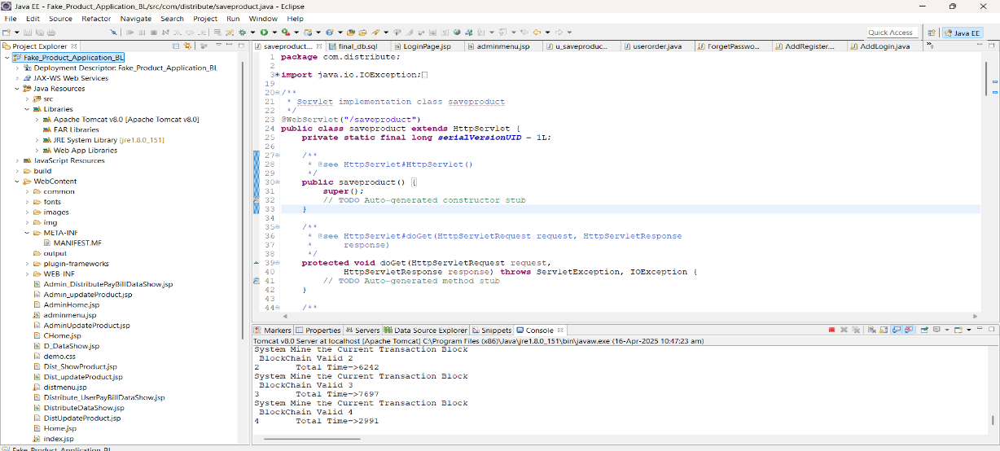 Java EE - Fake_Product_Application_BL/src/com/distribute/saveproduct.java - Eclipse
File Edit Source Refactor Navigate Search Project Run Window Help
Quick Access
Java EE
Project Explorer
Fake_Product_Application_BL
Deployment Descriptor: Fake_Product_Application_BL
JAX-WS Web Services
Java Resources
src
Libraries
Apache Tomcat v8.0 [Apache Tomcat v8.0]
EAR Libraries
JRE System Library [jre1.8.0_151]
Web App Libraries
JavaScript Resources
build
WebContent
common
fonts
images
img
META-INF
MANIFEST.MF
output
plugin-frameworks
WEB-INF
Admin_DistributePayBillDataShow.jsp
Admin_updateProduct.jsp
AdminHome.jsp
adminmenu.jsp
AdminUpdateProduct.jsp
CHome.jsp
D_DataShow.jsp
demo.css
Dist_ShowProduct.jsp
Dist_updateProduct.jsp
distmenu.jsp
Distribute_UserPayBillDataShow.jsp
DistributeDataShow.jsp
DistUpdateProduct.jsp
Home.jsp
index.jsp
Fake_Product_Application_BL
saveproduct... final_db.sql LoginPage.jsp adminmenu.jsp u_saveproduc... userorder.java ForgetPasswo... AddRegister.... AddLogin.java
1 package com.distribute;
2
3 import java.io.IOException;
19
20 /**
21 * Servlet implementation class saveproduct
22 */
23 @WebServlet("/saveproduct")
24 public class saveproduct extends HttpServlet {
25 private static final long serialVersionUID = 1L;
26
27 /**
28 * @see HttpServlet#HttpServlet()
29 */
30 public saveproduct() {
31 super();
32 // TODO Auto-generated constructor stub
33 }
34
35 /**
36 * @see HttpServlet#doGet(HttpServletRequest request, HttpServletResponse
37 * response)
38 */
39 protected void doGet(HttpServletRequest request,
40 HttpServletResponse response) throws ServletException, IOException {
41 // TODO Auto-generated method stub
42 }
43
44 /**
Markers Properties Servers Data Source Explorer Snippets Console
Tomcat v8.0 Server at localhost [Apache Tomcat] C:\Program Files (x86)\Java\jre1.8.0_151\bin\javaw.exe (16-Apr-2025 10:47:23 am)
System Mine the Current Transaction Block
BlockChain Valid 2
2 Total Time=>6242
System Mine the Current Transaction Block
BlockChain Valid 3
3 Total Time=>7697
System Mine the Current Transaction Block
BlockChain Valid 4
4 Total Time=>2991